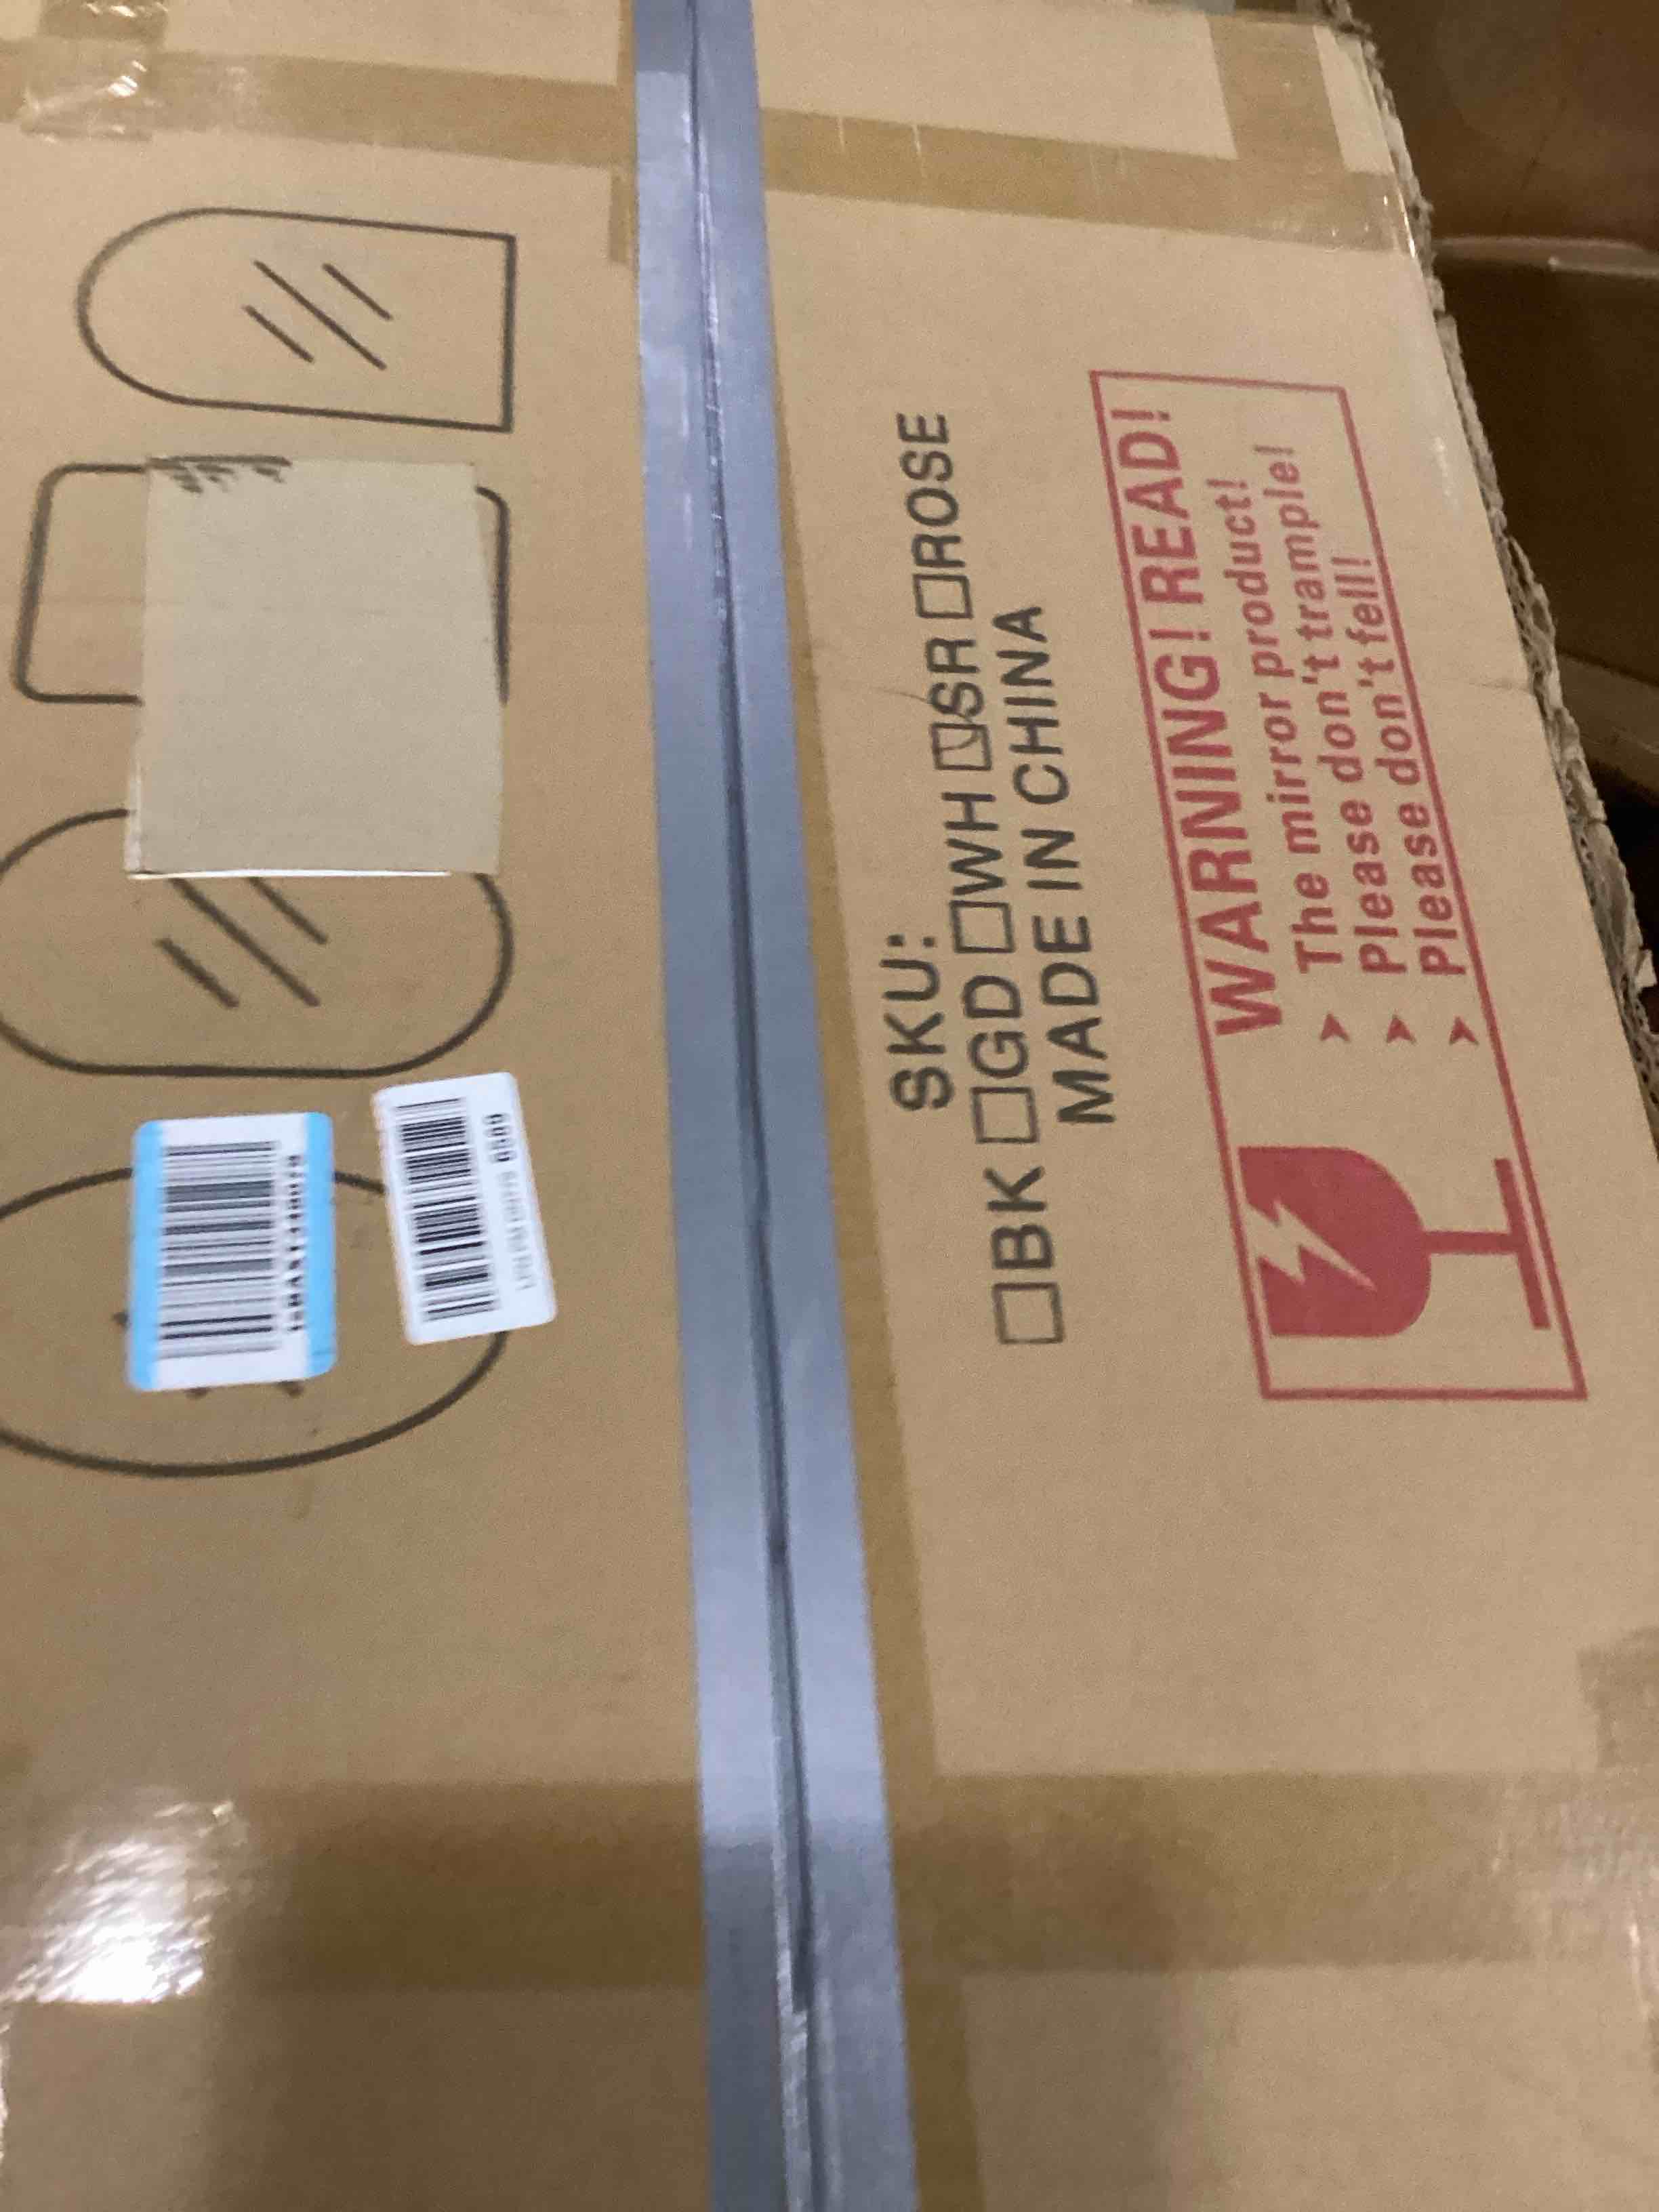 SKU:
☐BK ☐GD ☐WH ☑SR ☐ROSE
MADE IN CHINA
WARNING! READ!
> The mirror product!
> Please don't trample!
> Please don't fell!